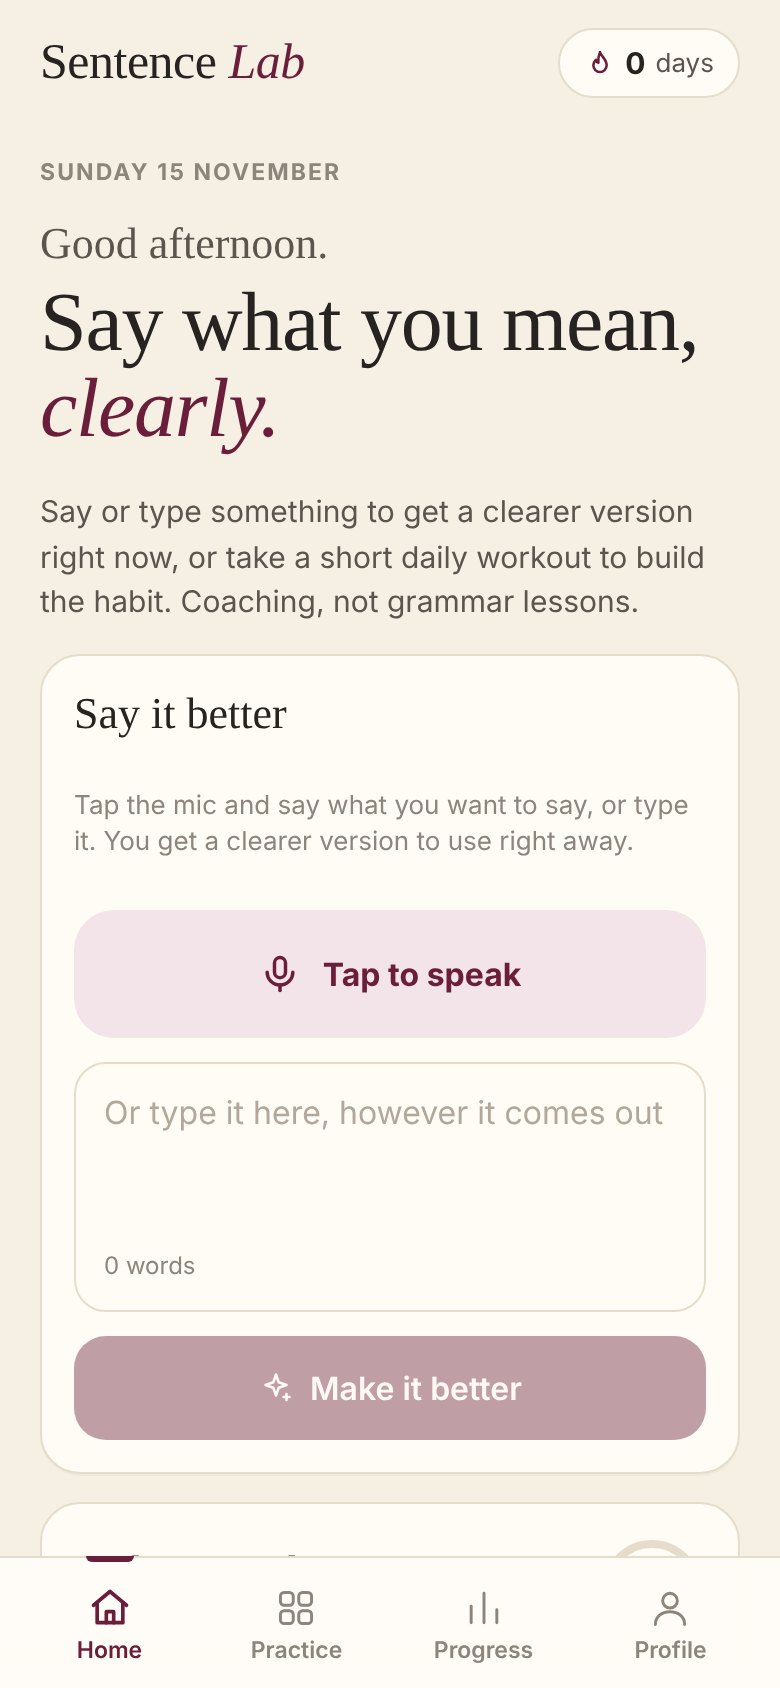 Sentence Lab
0 days
SUNDAY 15 NOVEMBER
Good afternoon.
Say what you mean,
clearly.
Say or type something to get a clearer version
right now, or take a short daily workout to build
the habit. Coaching, not grammar lessons.
Say it better
Tap the mic and say what you want to say, or type
it. You get a clearer version to use right away.
Tap to speak
Or type it here, however it comes out
0 words
Make it better
Home
Practice
Progress
Profile